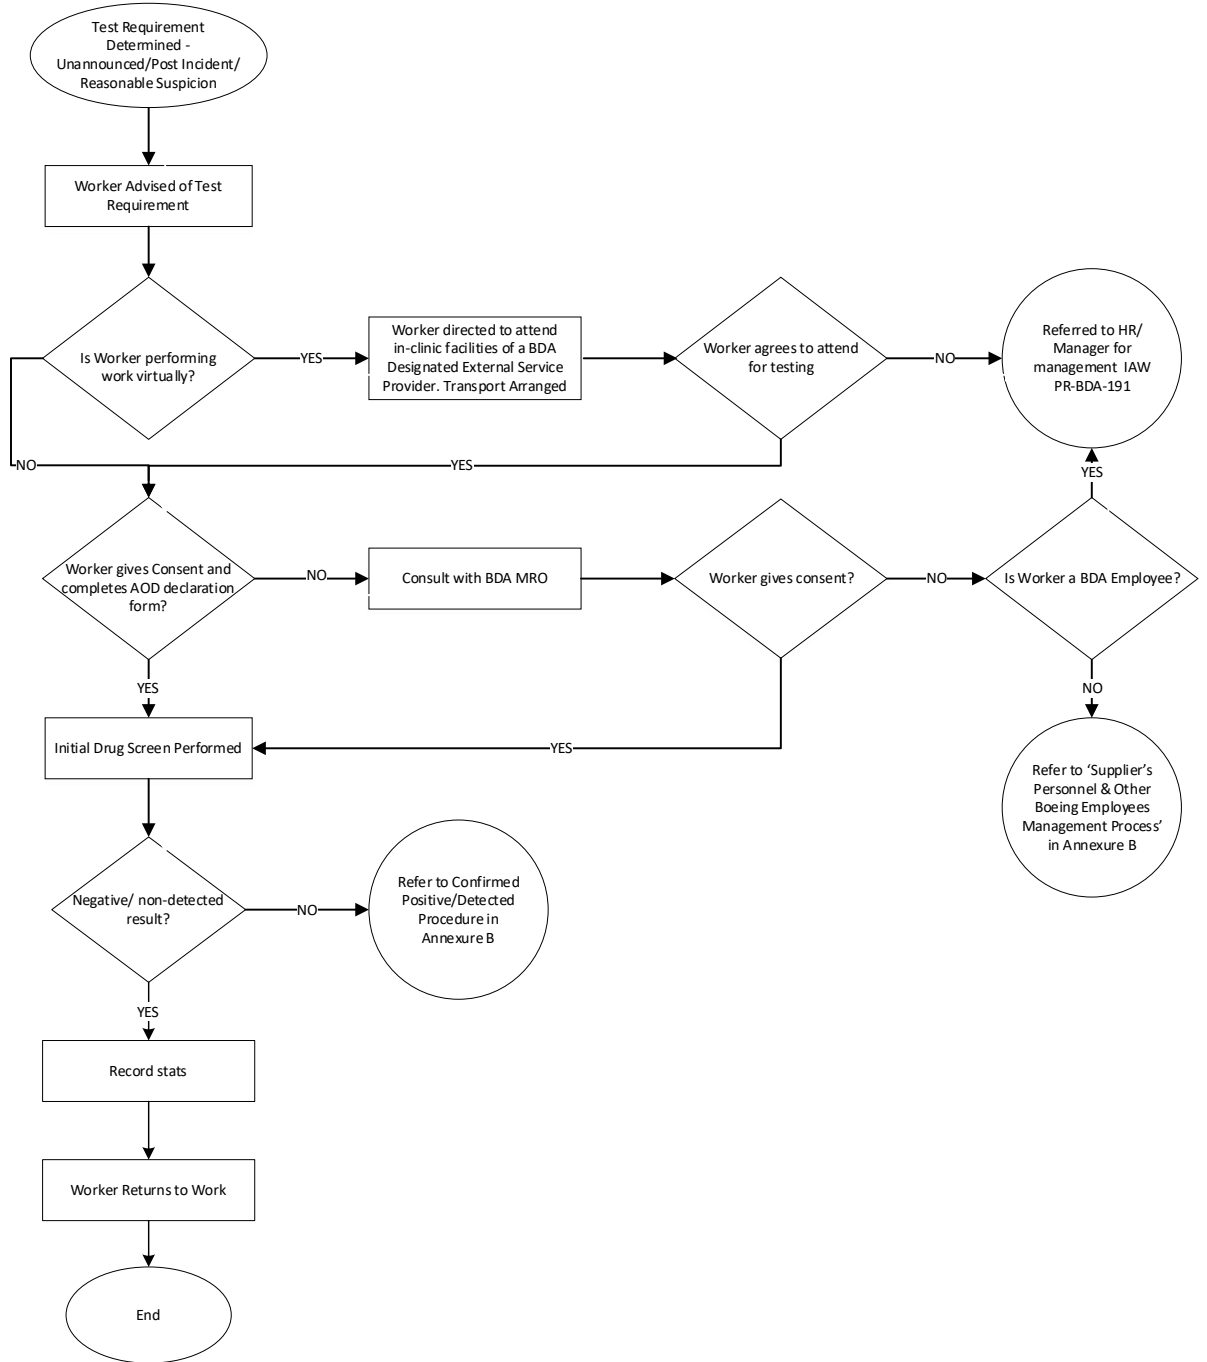 Test Requirement
Determined -
Unannounced/Post Incident/
Reasonable Suspicion
Worker Advised of Test
Requirement
Is Worker performing
work virtually?
YES
Worker directed to attend
in-clinic facilities of a BDA
Designated External Service
Provider. Transport Arranged
Worker agrees to attend
for testing
NO
Referred to HR/
Manager for
management IAW
PR-BDA-191
NO
YES
YES
Worker gives Consent and
completes AOD declaration
form?
NO
Consult with BDA MRO
Worker gives consent?
NO
Is Worker a BDA Employee?
YES
NO
Initial Drug Screen Performed
YES
Refer to ‘Supplier’s
Personnel & Other
Boeing Employees
Management Process’
in Annexure B
Negative/ non-detected
result?
NO
Refer to Confirmed
Positive/Detected
Procedure in
Annexure B
YES
Record stats
Worker Returns to Work
End